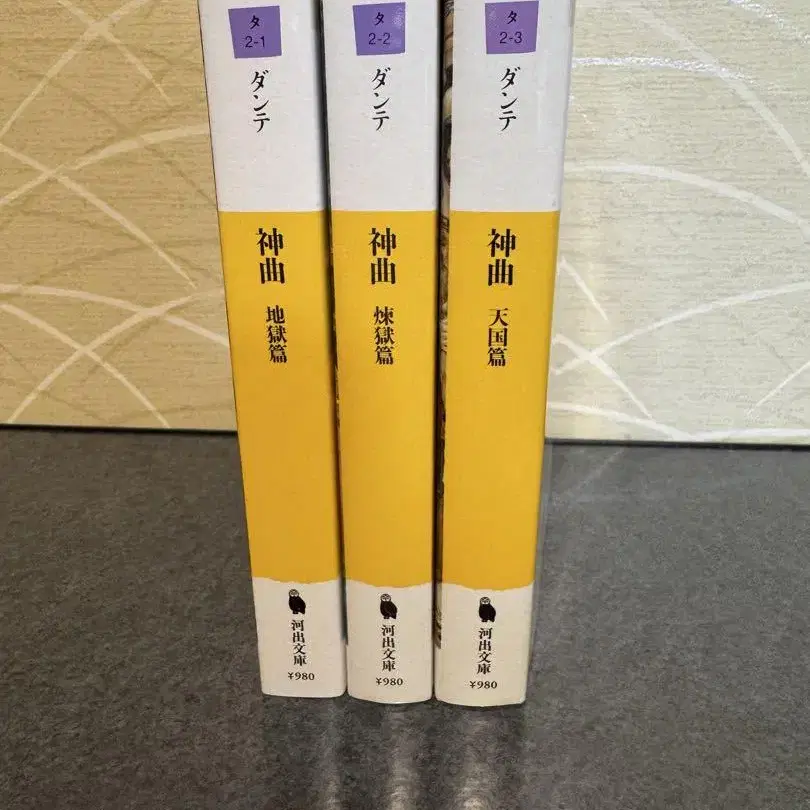 タ
2-1
ダンテ
神曲 地獄篇
河出文庫
¥980
タ
2-2
ダンテ
神曲 煉獄篇
河出文庫
¥980
タ
2-3
ダンテ
神曲 天国篇
河出文庫
¥980